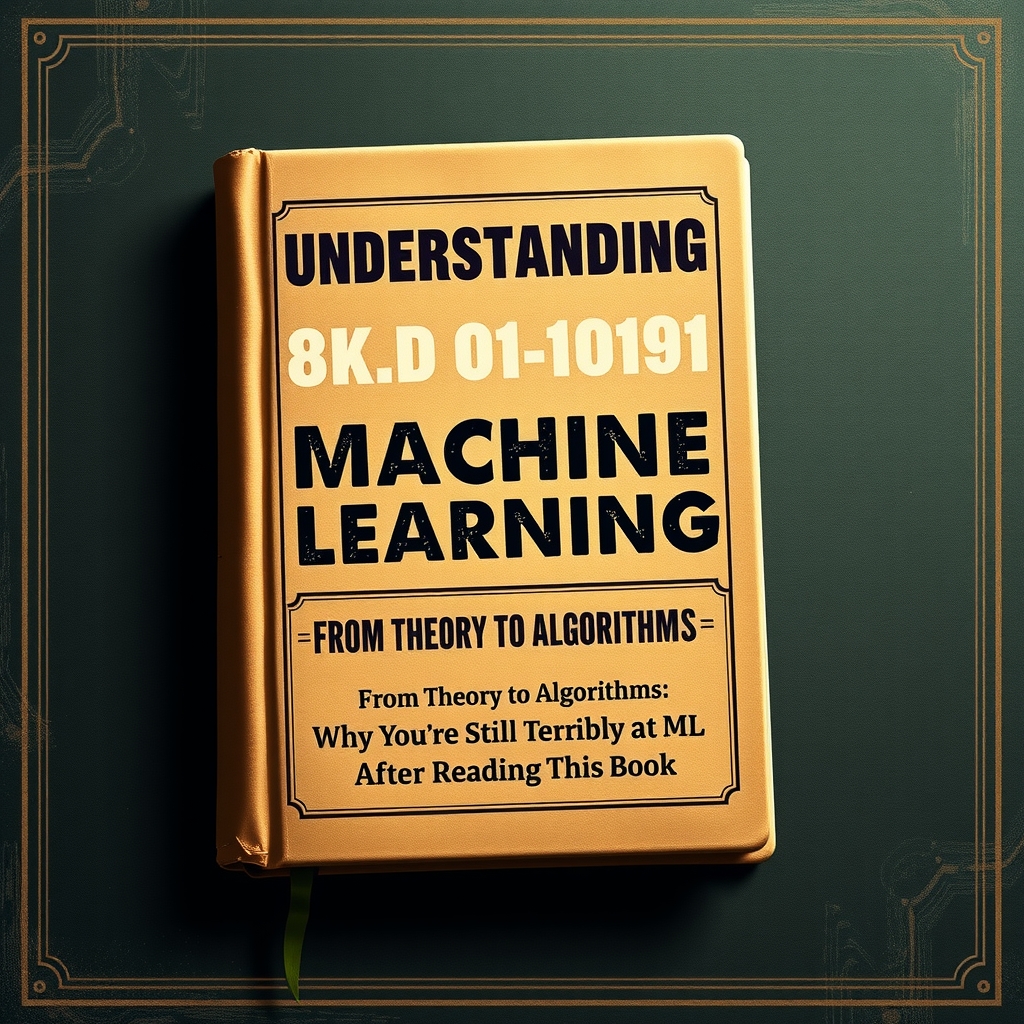 UNDERSTANDING
8K.D 01-10191
MACHINE
LEARNING
=FROM THEORY TO ALGORITHMS=
From Theory to Algorithms:
Why You're Still Terribly at ML
After Reading This Book